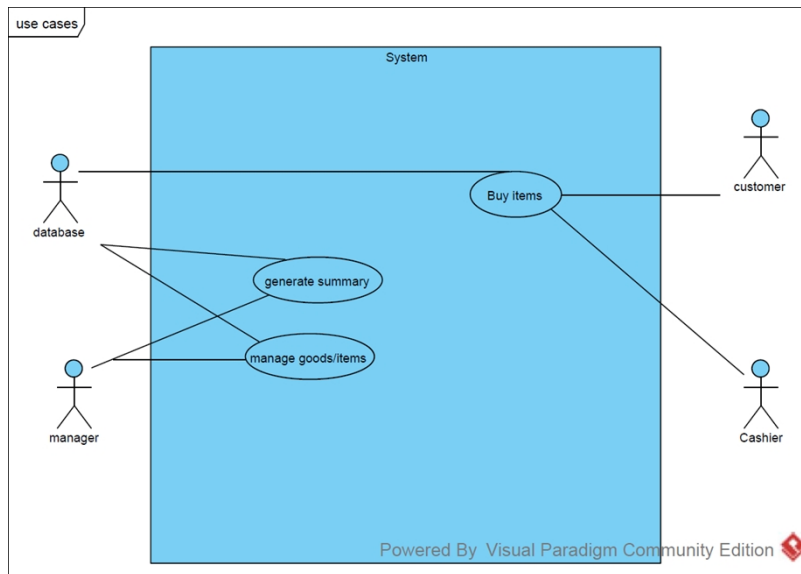 use cases
System
customer
Buy items
database
generate summary
manage goods/items
manager
Cashier
Powered By Visual Paradigm Community Edition